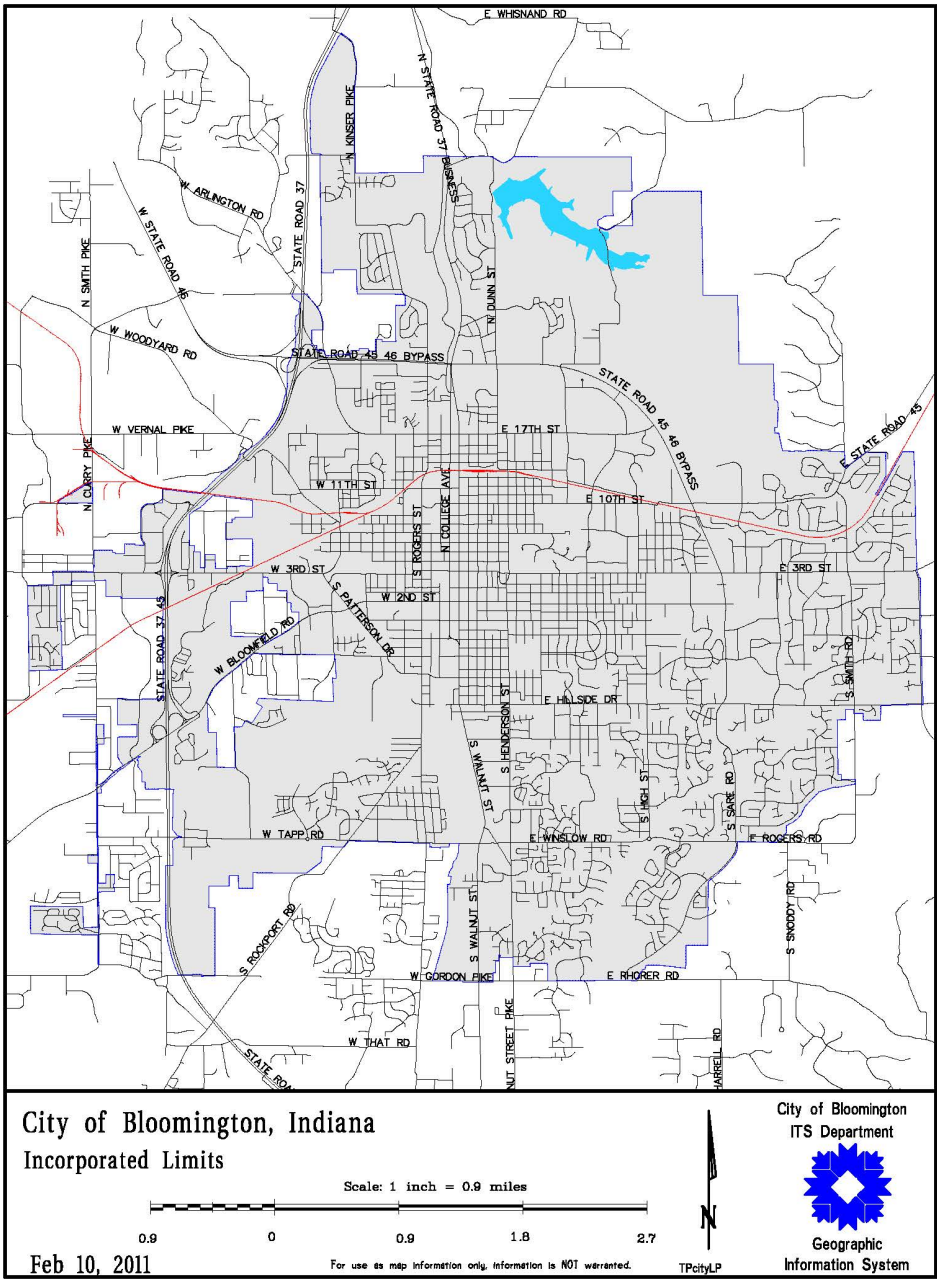 E WHISNAND RD
N STATE ROAD 37 BUSINESS
N KINSER PIKE
W ARLINGTON RD
STATE ROAD 37
W STATE ROAD 46
N SMITH PIKE
N DUNN ST
W WOODYARD RD
STATE ROAD 45 46 BYPASS
STATE ROAD 45 46 BYPASS
W VERNAL PIKE
E 17TH ST
E STATE ROAD 45
N CURRY PIKE
W 11TH ST
N COLLEGE AVE
E 10TH ST
S ROGERS ST
W 3RD ST
E 3RD ST
W 2ND ST
S PATTERSON DR
W BLOOMFIELD RD
STATE ROAD 37 45
S SMITH RD
E HILLSIDE DR
S HENDERSON ST
S WALNUT ST
S HIGH ST
S SARE RD
W TAPP RD
E WINSLOW RD
E ROGERS RD
S ROCKPORT RD
S WALNUT ST
S SNODDY RD
W GORDON PIKE
E RHORER RD
NUT STREET PIKE
HARRELL RD
W THAT RD
STATE ROA
City of Bloomington, Indiana
Incorporated Limits
Scale: 1 inch = 0.9 miles
0.9 0 0.9 1.8 2.7
Feb 10, 2011
For use as map information only, information is NOT warranted.
N
TPcityLP
City of Bloomington
ITS Department
Geographic
Information System